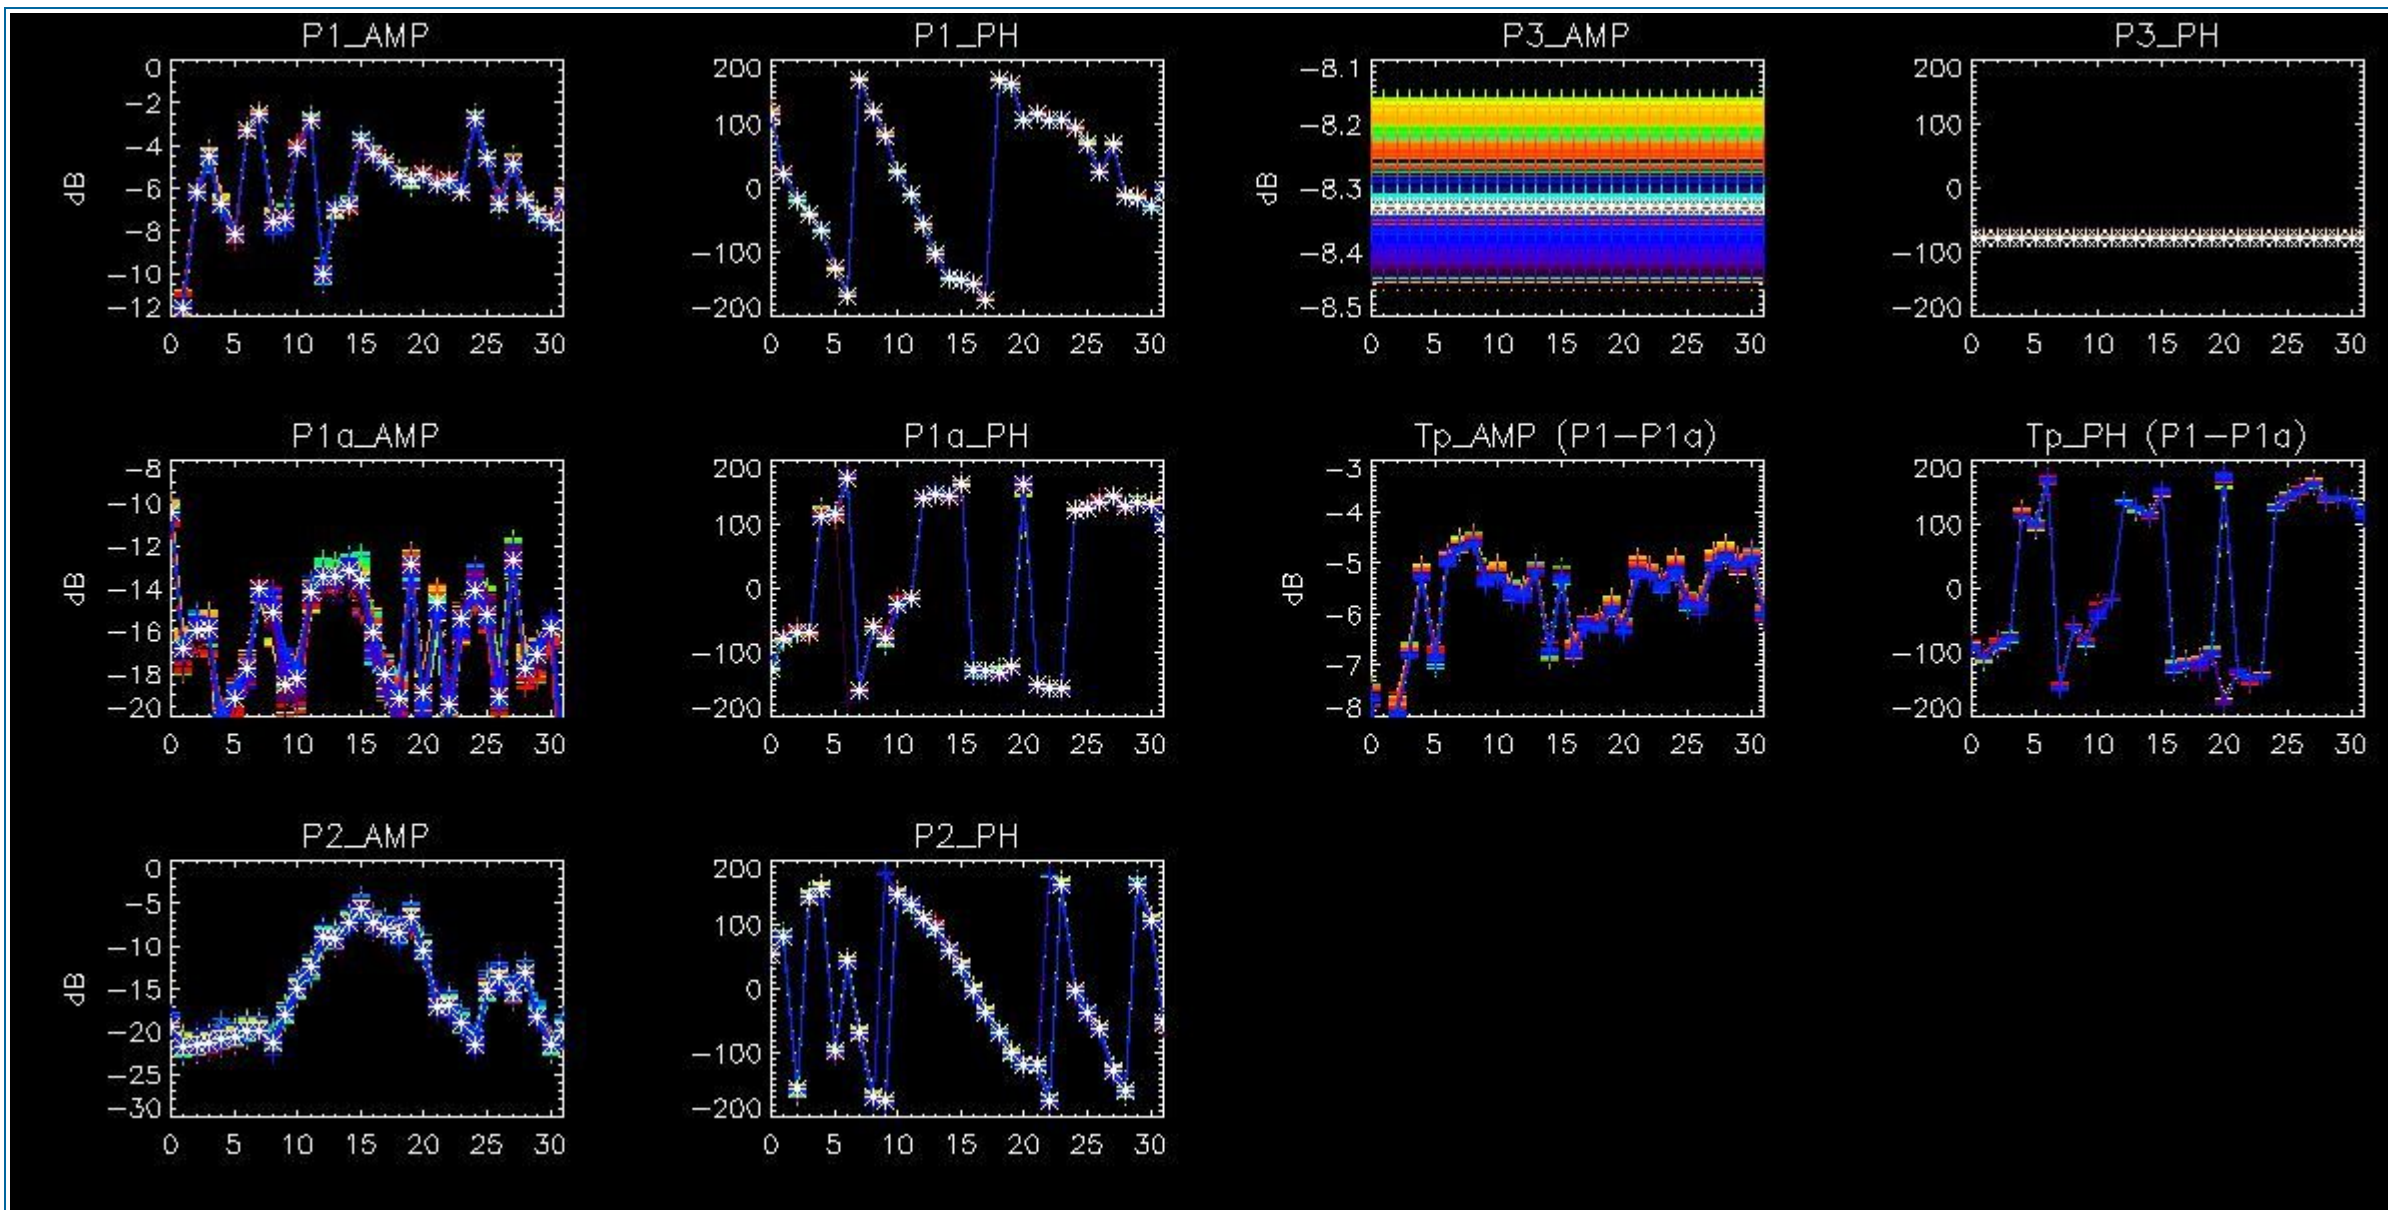 P1_AMP
P1_PH
P3_AMP
P3_PH
0
−2
−4
−6
−8
−10
−12
dB
0 5 10 15 20 25 30
200
100
0
−100
−200
0 5 10 15 20 25 30
−8.1
−8.2
−8.3
−8.4
−8.5
dB
0 5 10 15 20 25 30
200
100
0
−100
−200
0 5 10 15 20 25 30
P1a_AMP
P1a_PH
Tp_AMP (P1−P1a)
Tp_PH (P1−P1a)
−8
−10
−12
−14
−16
−18
−20
dB
0 5 10 15 20 25 30
200
100
0
−100
−200
0 5 10 15 20 25 30
−3
−4
−5
−6
−7
−8
dB
0 5 10 15 20 25 30
200
100
0
−100
−200
0 5 10 15 20 25 30
P2_AMP
P2_PH
0
−5
−10
−15
−20
−25
−30
dB
0 5 10 15 20 25 30
200
100
0
−100
−200
0 5 10 15 20 25 30